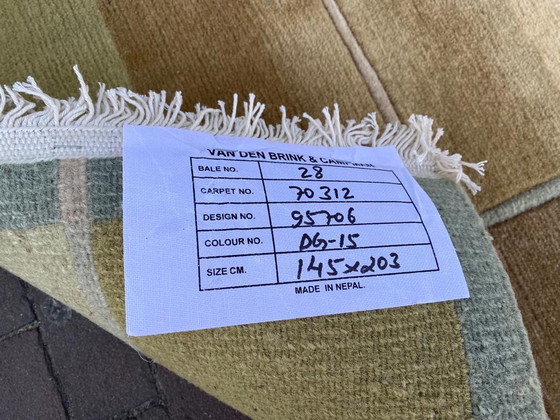 VAN DEN BRINK &
BALE NO. 28
CARPET NO. 70312
DESIGN NO. 95706
COLOUR NO. DG-15
SIZE CM. 145x203
MADE IN NEPAL.